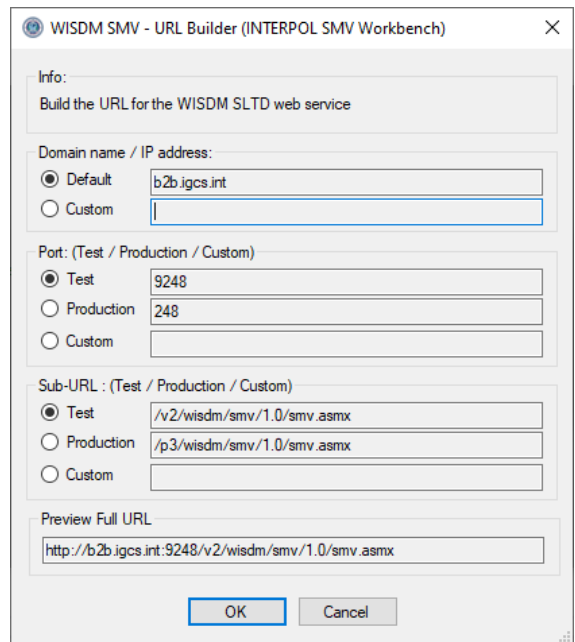 WISDM SMV - URL Builder (INTERPOL SMV Workbench)
Info:
Build the URL for the WISDM SLTD web service
Domain name / IP address:
Default b2b.igcs.int
Custom
Port: (Test / Production / Custom)
Test 9248
Production 248
Custom
Sub-URL : (Test / Production / Custom)
Test /v2/wisdm/smv/1.0/smv.asmx
Production /p3/wisdm/smv/1.0/smv.asmx
Custom
Preview Full URL
http://b2b.igcs.int:9248/v2/wisdm/smv/1.0/smv.asmx
OK Cancel